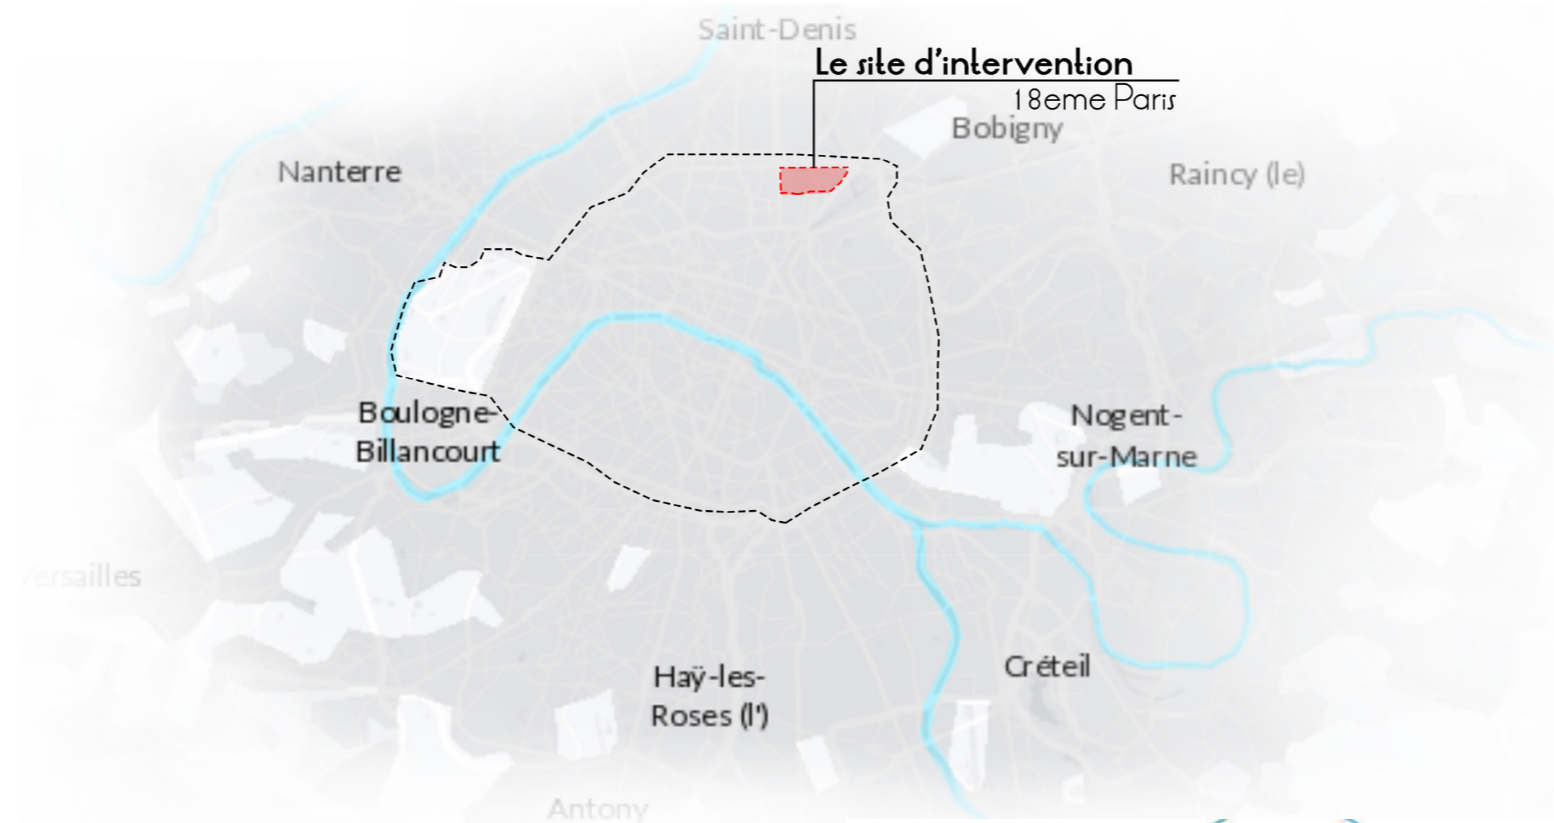 Saint-Denis
Le site d'intervention
18eme Paris
Bobigny
Nanterre
Raincy (le)
Boulogne-
Billancourt
Nogent-
sur-Marne
Versailles
Haÿ-les-
Roses (l')
Créteil
Antony